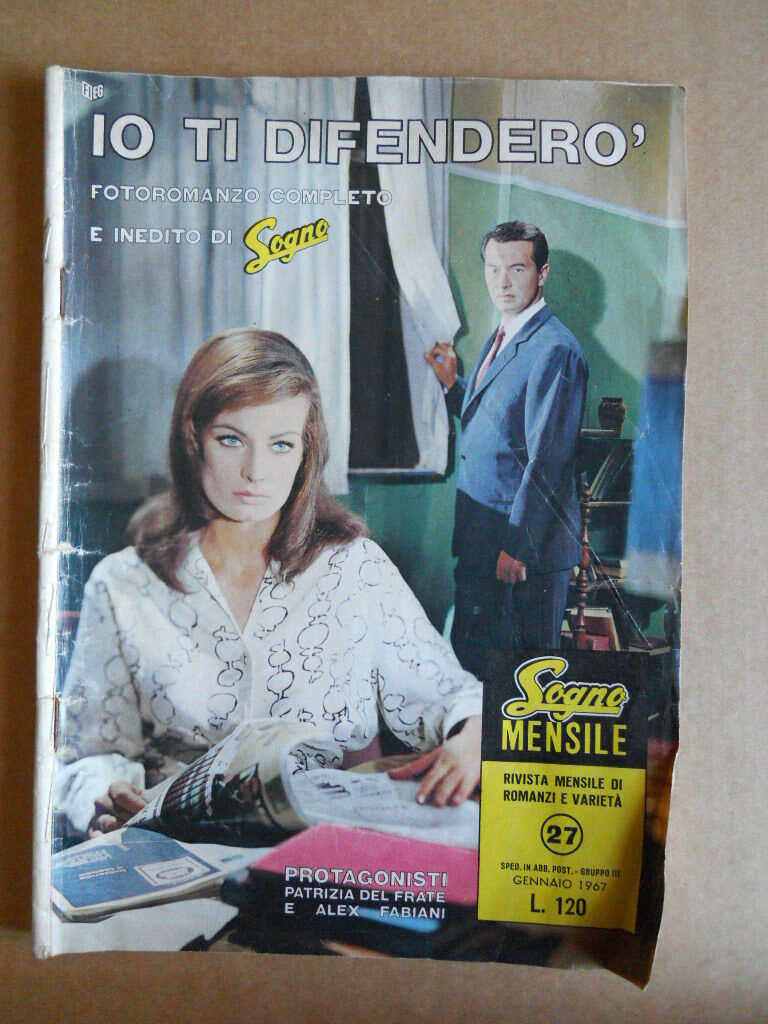 FIEG
IO TI DIFENDERO'
FOTOROMANZO COMPLETO
E INEDITO DI Sogno
Sogno
MENSILE
RIVISTA MENSILE DI
ROMANZI E VARIETÀ
27
SPED. IN ABB. POST. - GRUPPO III
GENNAIO 1967
L. 120
PROTAGONISTI
PATRIZIA DEL FRATE
E ALEX FABIANI